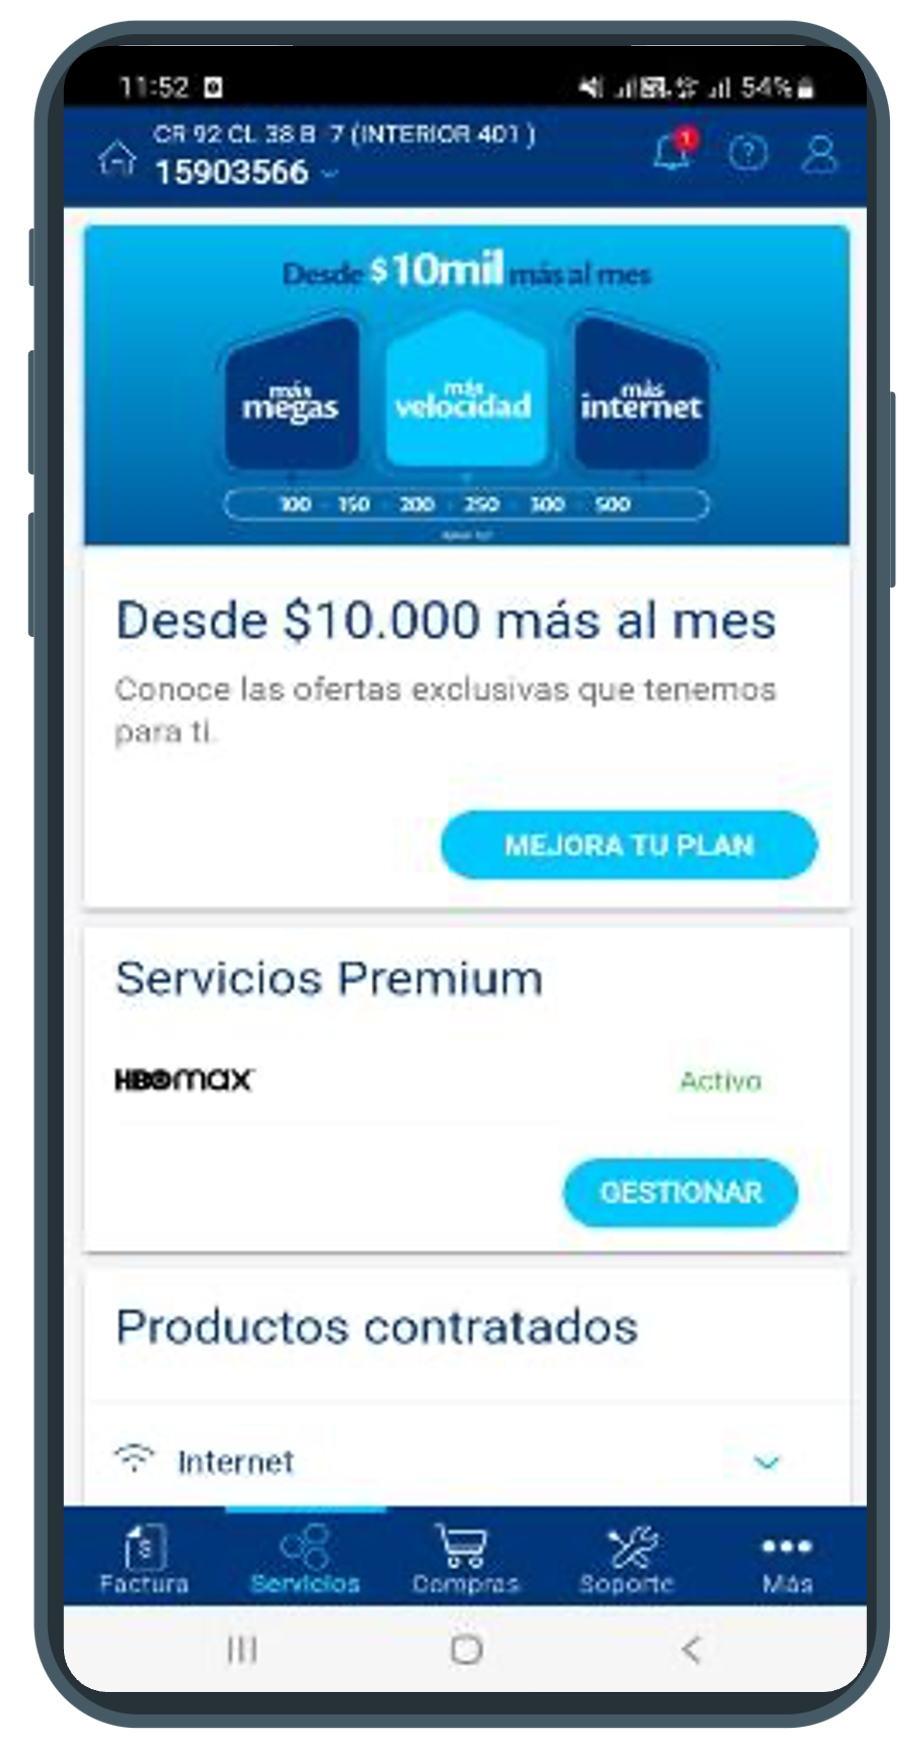 11:52
54%
CR 92 CL 38 B 7 (INTERIOR 401 )
1
15903566
Desde $10mil más al mes
más megas
más velocidad
más internet
100 150 200 250 300 500
Desde $10.000 más al mes
Conoce las ofertas exclusivas que tenemos
para ti.
MEJORA TU PLAN
Servicios Premium
HBOmax
Activo
GESTIONAR
Productos contratados
Internet
Factura
Servicios
Compras
Soporte
Más